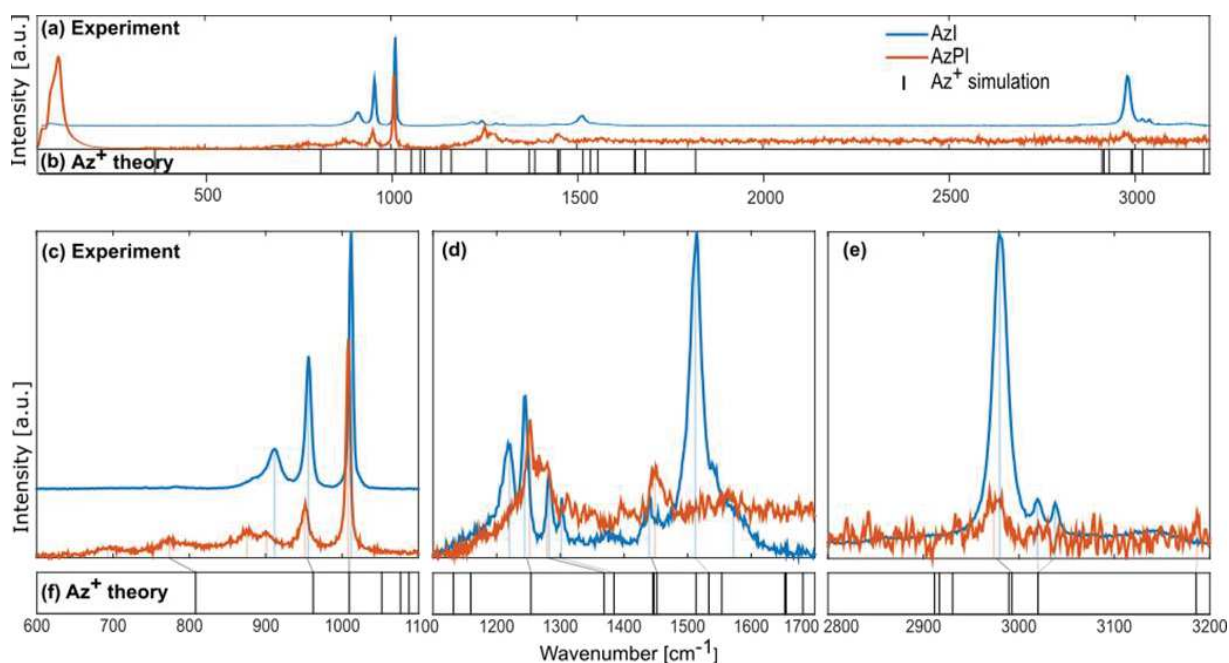 (a) Experiment
AzI
AzPI
Az+ simulation
Intensity [a.u.]
(b) Az+ theory
500 1000 1500 2000 2500 3000
(c) Experiment (d) (e)
Intensity [a.u.]
(f) Az+ theory
600 700 800 900 1000 1100 1200 1300 1400 1500 1600 1700 2800 2900 3000 3100 3200
Wavenumber [cm-1]